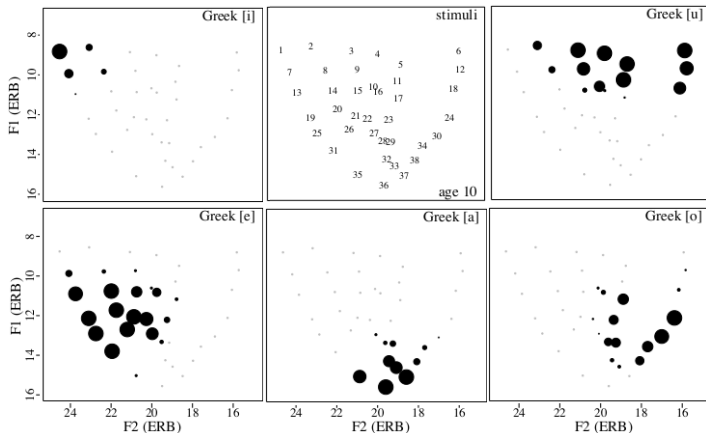 Greek [i]
stimuli
Greek [u]
F1 (ERB)
8
10
12
14
16
1 2 3 4 5 6
7 8 9 10 11 12
13 14 15 16 17 18
19 20 21 22 23 24
25 26 27 28 29 30
31 32 33 34 38
35 36 37
age 10
Greek [e]
Greek [a]
Greek [o]
F1 (ERB)
8
10
12
14
16
24 22 20 18 16
24 22 20 18 16
24 22 20 18 16
F2 (ERB)
F2 (ERB)
F2 (ERB)